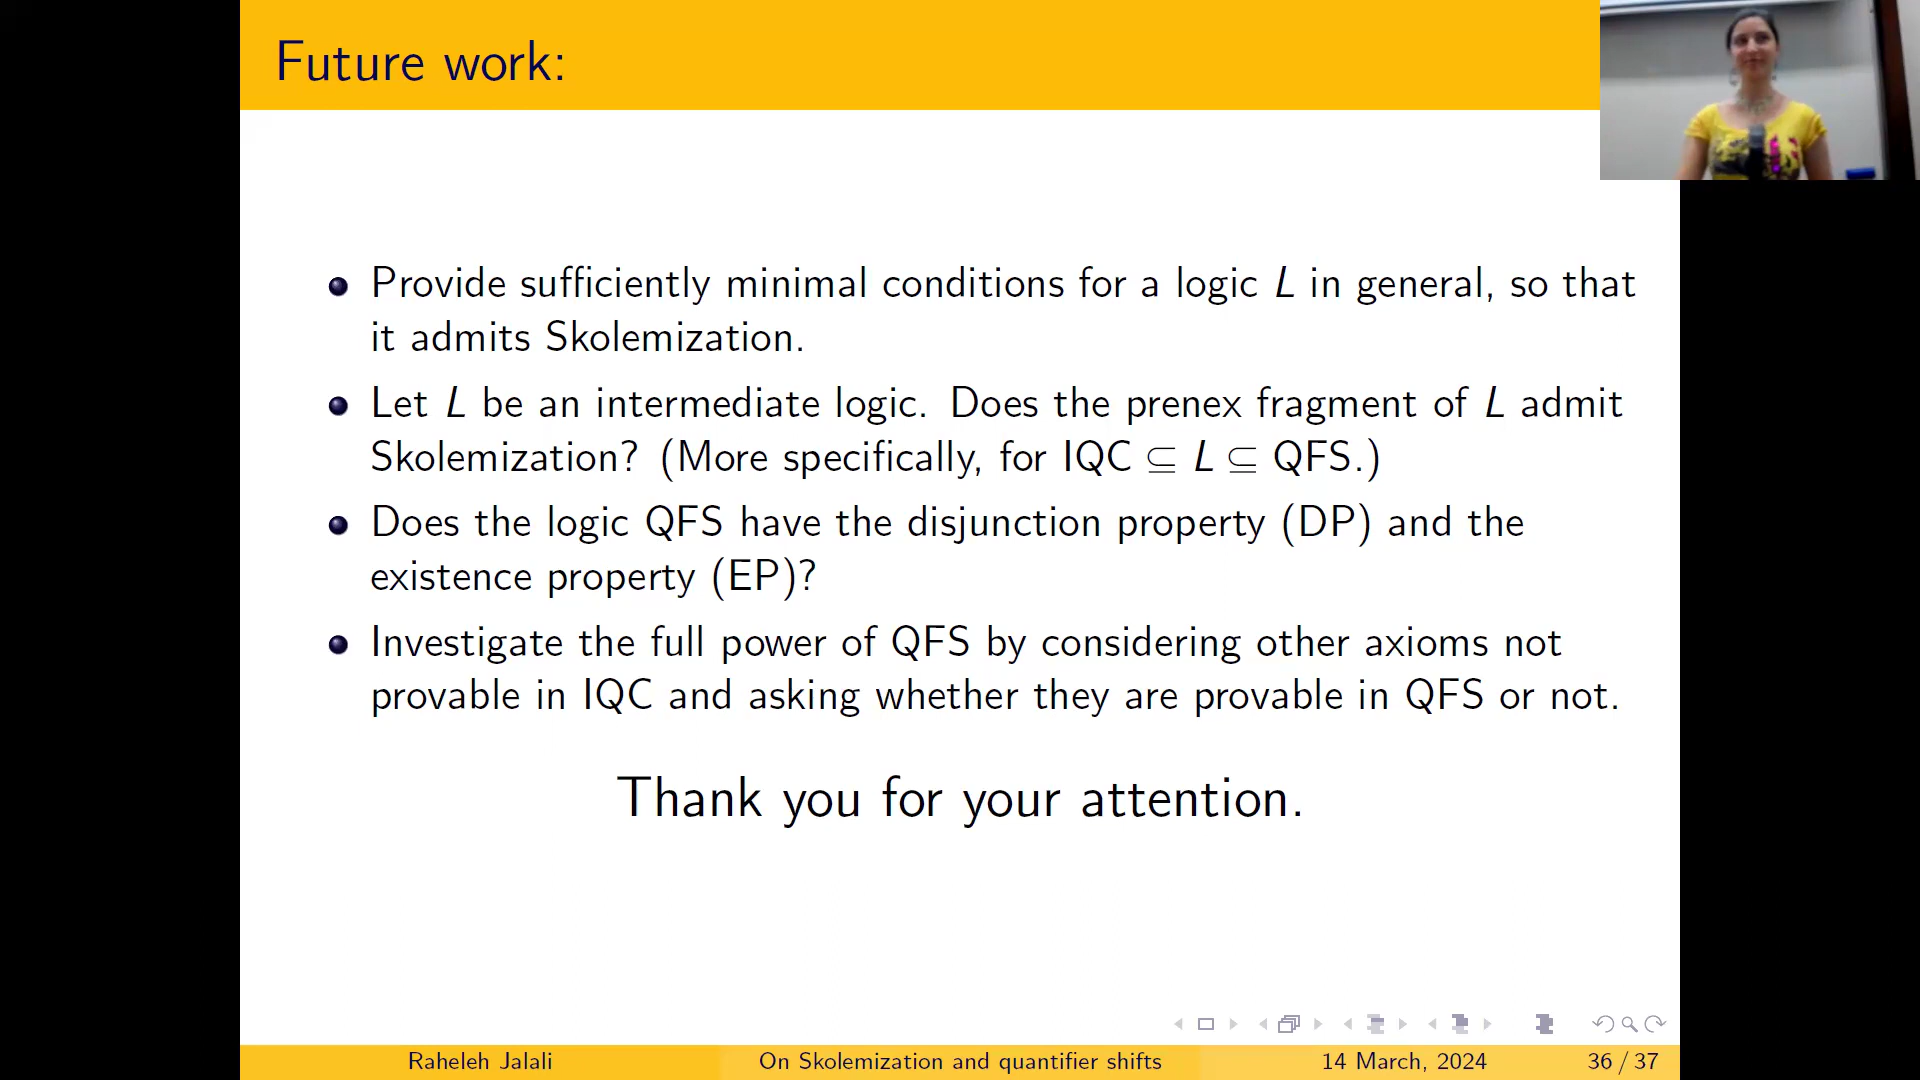 Future work:
Provide sufficiently minimal conditions for a logic L in general, so that
it admits Skolemization.
Let L be an intermediate logic. Does the prenex fragment of L admit
Skolemization? (More specifically, for IQC ⊆ L ⊆ QFS.)
Does the logic QFS have the disjunction property (DP) and the
existence property (EP)?
Investigate the full power of QFS by considering other axioms not
provable in IQC and asking whether they are provable in QFS or not.
Thank you for your attention.
Raheleh Jalali On Skolemization and quantifier shifts 14 March, 2024 36 / 37